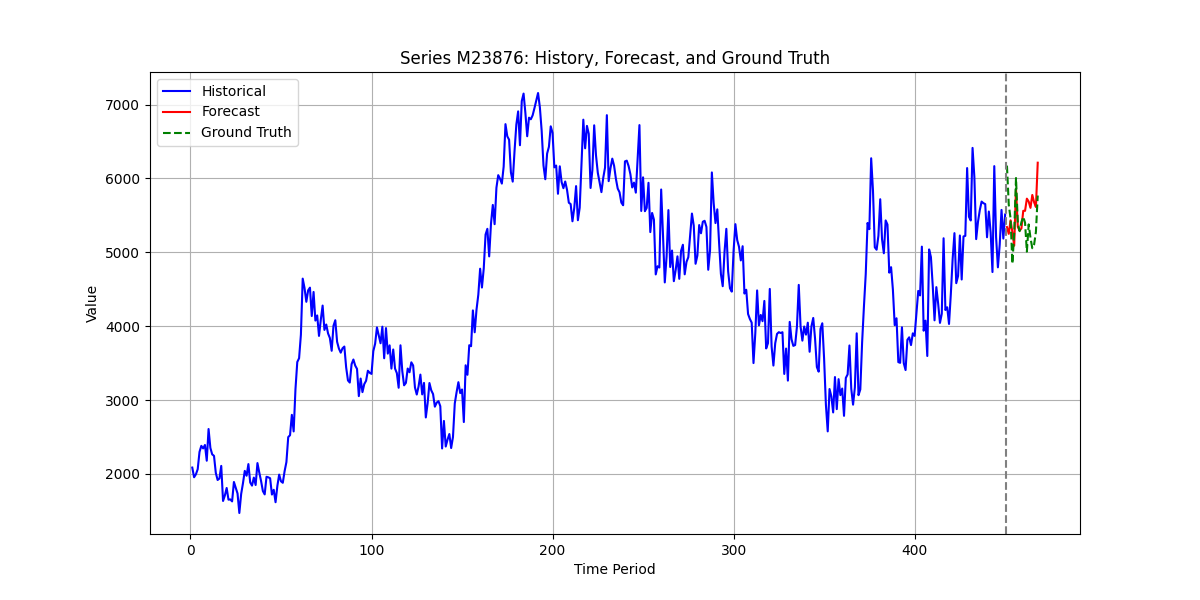 Series M23876: History, Forecast, and Ground Truth
Historical
Forecast
Ground Truth
7000
6000
5000
4000
3000
2000
Value
0 100 200 300 400
Time Period